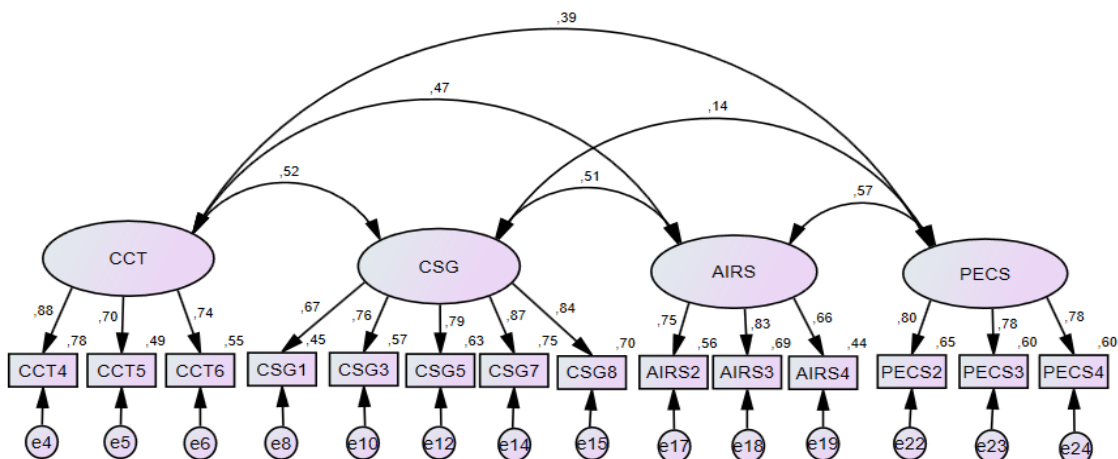 ,39
,47
,14
,52
,51
,57
CCT
CSG
AIRS
PECS
,88
,70
,74
,67
,76
,79
,87
,84
,75
,83
,66
,80
,78
,78
,78
,49
,55
,45
,57
,63
,75
,70
,56
,69
,44
,65
,60
,60
CCT4
CCT5
CCT6
CSG1
CSG3
CSG5
CSG7
CSG8
AIRS2
AIRS3
AIRS4
PECS2
PECS3
PECS4
e4
e5
e6
e8
e10
e12
e14
e15
e17
e18
e19
e22
e23
e24